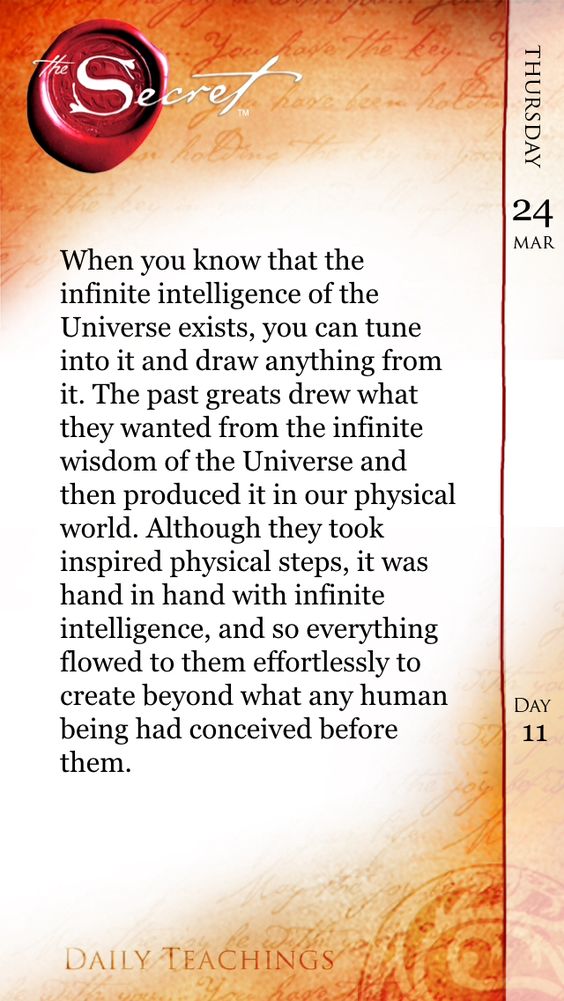 the Secret™
THURSDAY
24
MAR
When you know that the
infinite intelligence of the
Universe exists, you can tune
into it and draw anything from
it. The past greats drew what
they wanted from the infinite
wisdom of the Universe and
then produced it in our physical
world. Although they took
inspired physical steps, it was
hand in hand with infinite
intelligence, and so everything
flowed to them effortlessly to
create beyond what any human
being had conceived before
them.
DAY
11
DAILY TEACHINGS